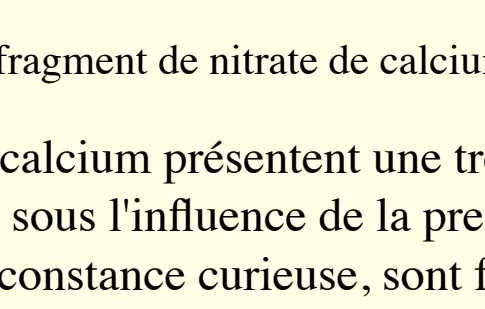 fragment de nitrate de calciu
calcium présentent une tr
sous l'influence de la pre
constance curieuse, sont f